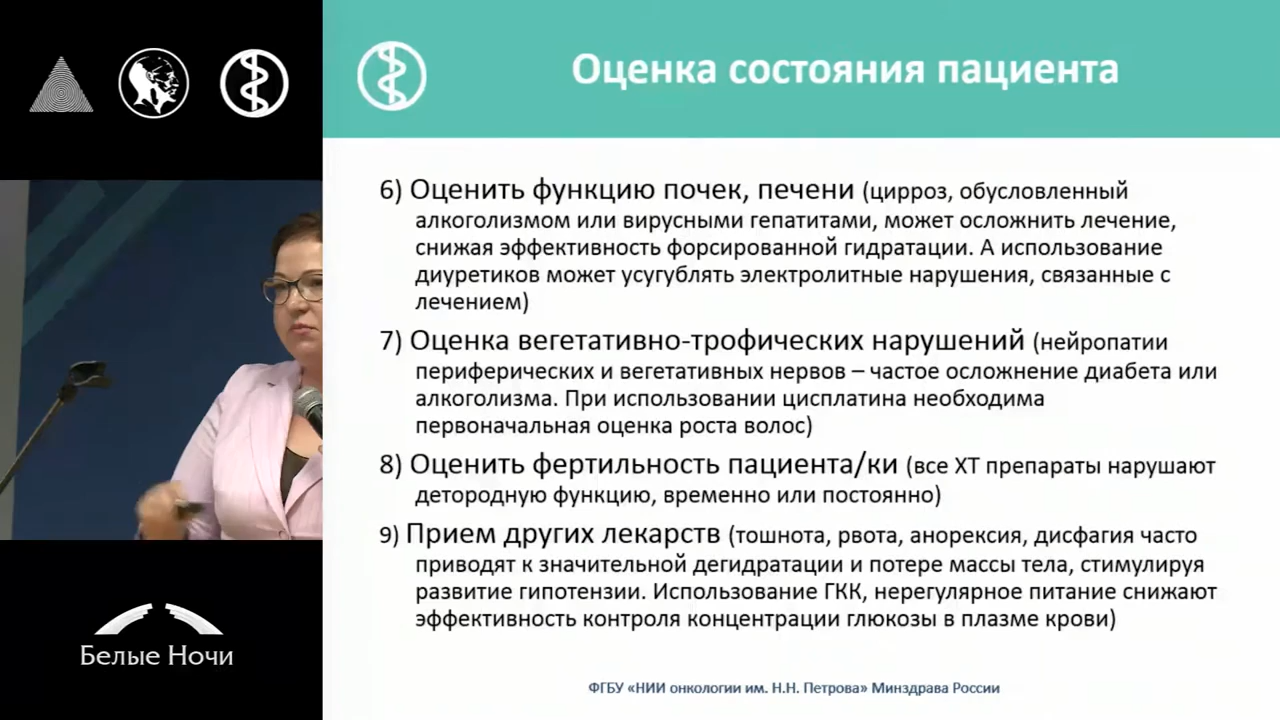 Оценка состояния пациента
6) Оценить функцию почек, печени (цирроз, обусловленный
алкоголизмом или вирусными гепатитами, может осложнить лечение,
снижая эффективность форсированной гидратации. А использование
диуретиков может усугублять электролитные нарушения, связанные с
лечением)
7) Оценка вегетативно-трофических нарушений (нейропатии
периферических и вегетативных нервов – частое осложнение диабета или
алкоголизма. При использовании цисплатина необходима
первоначальная оценка роста волос)
8) Оценить фертильность пациента/ки (все ХТ препараты нарушают
детородную функцию, временно или постоянно)
9) Прием других лекарств (тошнота, рвота, анорексия, дисфагия часто
приводят к значительной дегидратации и потере массы тела, стимулируя
развитие гипотензии. Использование ГКК, нерегулярное питание снижают
эффективность контроля концентрации глюкозы в плазме крови)
Белые Ночи
ФГБУ «НИИ онкологии им. Н.Н. Петрова» Минздрава России